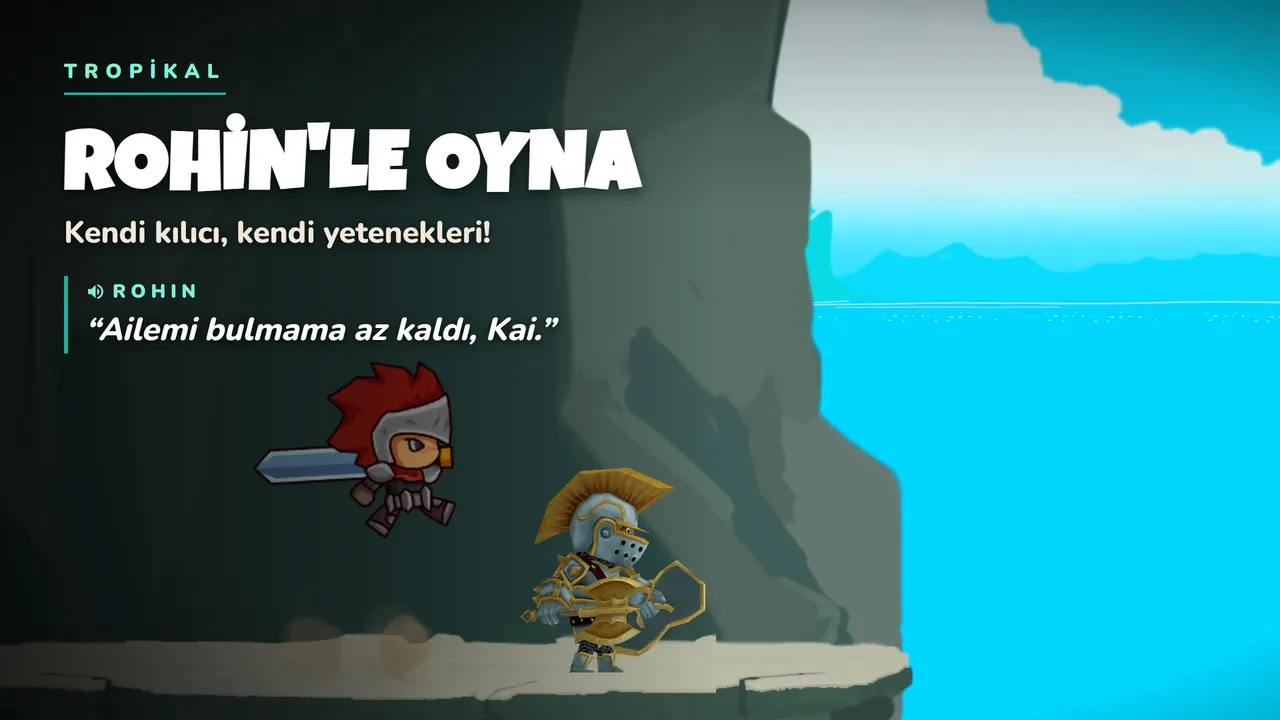 TROPİKAL
ROHİN'LE OYNA
Kendi kılıcı, kendi yetenekleri!
ROHIN
“Ailemi bulmama az kaldı, Kai.”